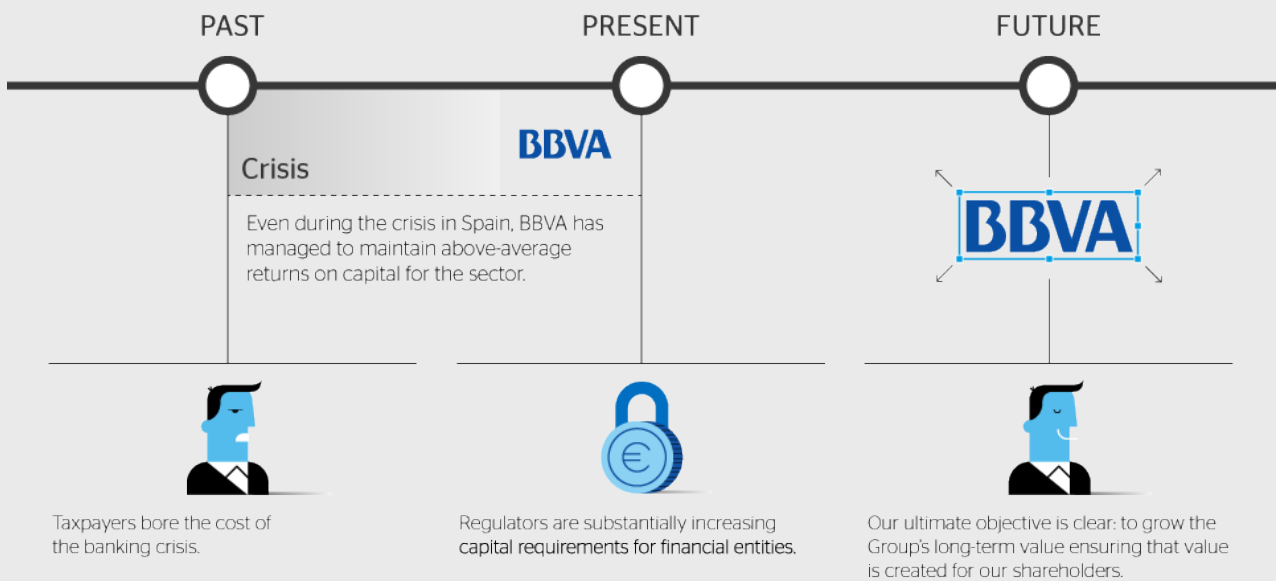 PAST
PRESENT
FUTURE
Crisis
BBVA
Even during the crisis in Spain, BBVA has
managed to maintain above-average
returns on capital for the sector.
BBVA
€
Taxpayers bore the cost of
the banking crisis.
Regulators are substantially increasing
capital requirements for financial entities.
Our ultimate objective is clear: to grow the
Group's long-term value ensuring that value
is created for our shareholders.